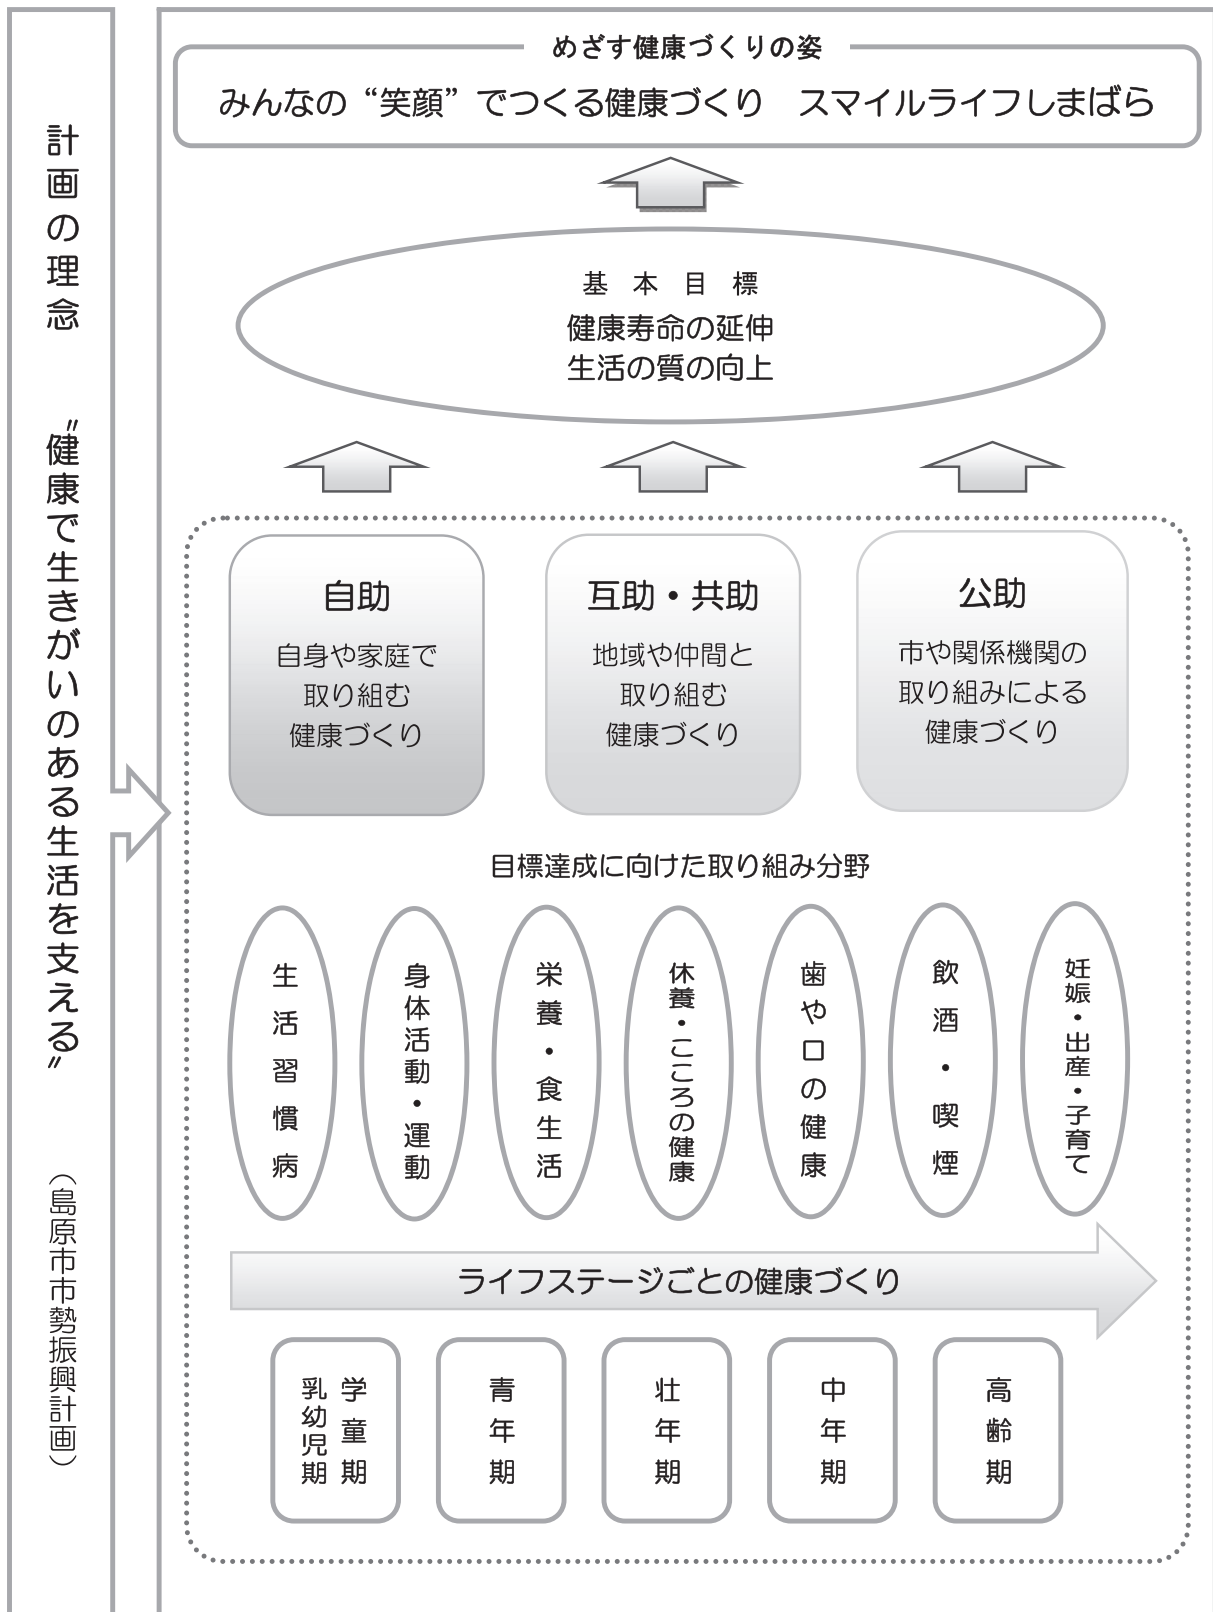 計画の理念 〝健康で生きがいのある生活を支える〟 (島原市市勢振興計画)
めざす健康づくりの姿
みんなの“笑顔”でつくる健康づくり スマイルライフしまばら
基本目標
健康寿命の延伸
生活の質の向上
自助
自身や家庭で
取り組む
健康づくり
互助・共助
地域や仲間と
取り組む
健康づくり
公助
市や関係機関の
取り組みによる
健康づくり
目標達成に向けた取り組み分野
生活習慣病
身体活動・運動
栄養・食生活
休養・こころの健康
歯や口の健康
飲酒・喫煙
妊娠・出産・子育て
ライフステージごとの健康づくり
学童期
乳幼児期
青年期
壮年期
中年期
高齢期